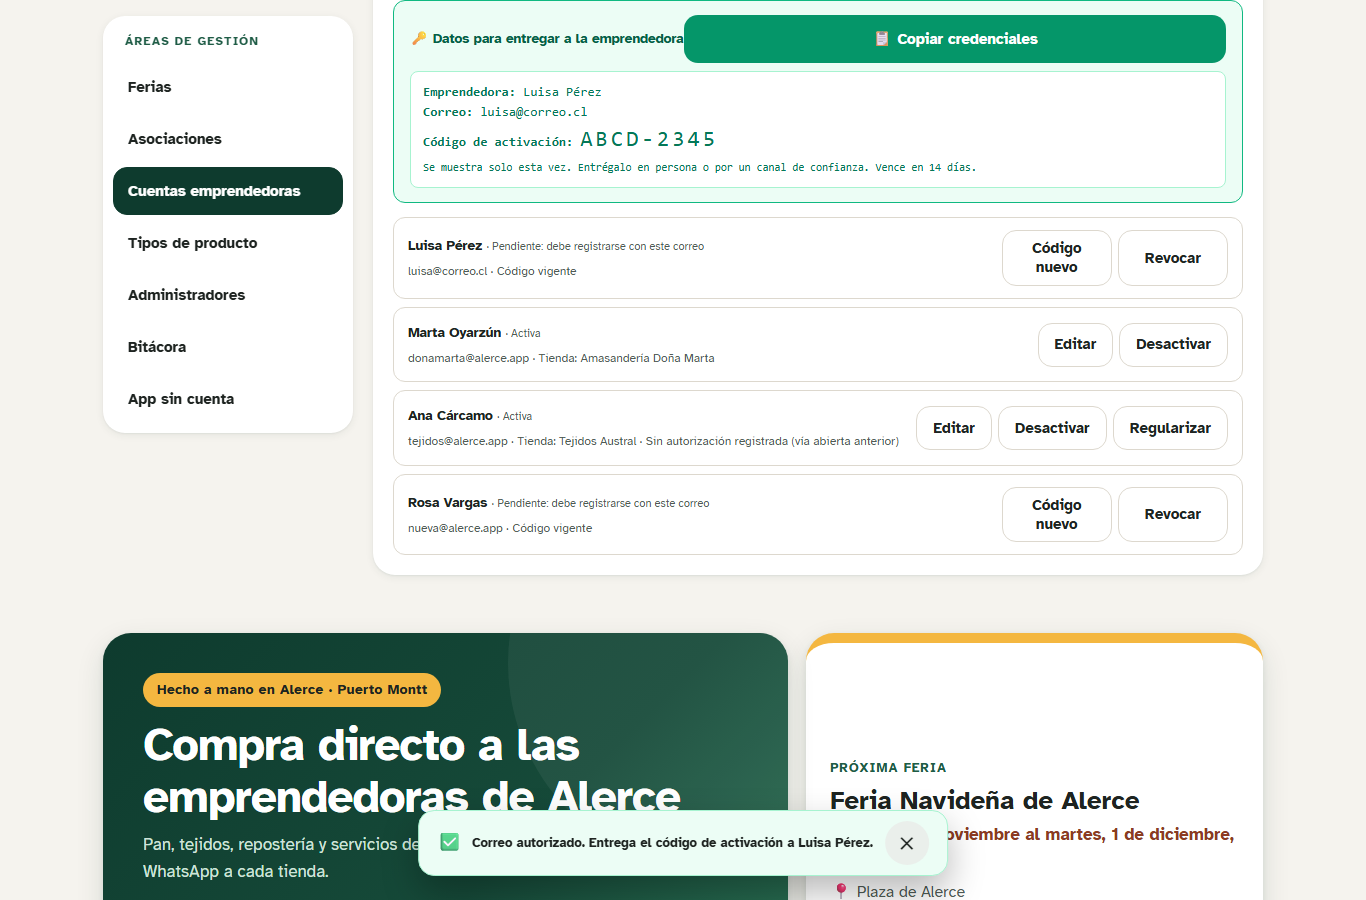 ÁREAS DE GESTIÓN
Ferias
Asociaciones
Cuentas emprendedoras
Tipos de producto
Administradores
Bitácora
App sin cuenta
🔑 Datos para entregar a la emprendedora
📋 Copiar credenciales
Emprendedora: Luisa Pérez
Correo: luisa@correo.cl
Código de activación: ABCD-2345
Se muestra solo esta vez. Entrégalo en persona o por un canal de confianza. Vence en 14 días.
Luisa Pérez · Pendiente: debe registrarse con este correo
luisa@correo.cl · Código vigente
Código
nuevo
Revocar
Marta Oyarzún · Activa
donamarta@alerce.app · Tienda: Amasandería Doña Marta
Editar
Desactivar
Ana Cárcamo · Activa
tejidos@alerce.app · Tienda: Tejidos Austral · Sin autorización registrada (vía abierta anterior)
Editar
Desactivar
Regularizar
Rosa Vargas · Pendiente: debe registrarse con este correo
nueva@alerce.app · Código vigente
Código
nuevo
Revocar
Hecho a mano en Alerce · Puerto Montt
Compra directo a las
emprendedoras de Alerce
Pan, tejidos, repostería y servicios
WhatsApp a cada tienda.
PRÓXIMA FERIA
Feria Navideña de Alerce
oviembre al martes, 1 de diciembre,
📍 Plaza de Alerce
✅ Correo autorizado. Entrega el código de activación a Luisa Pérez. ✕